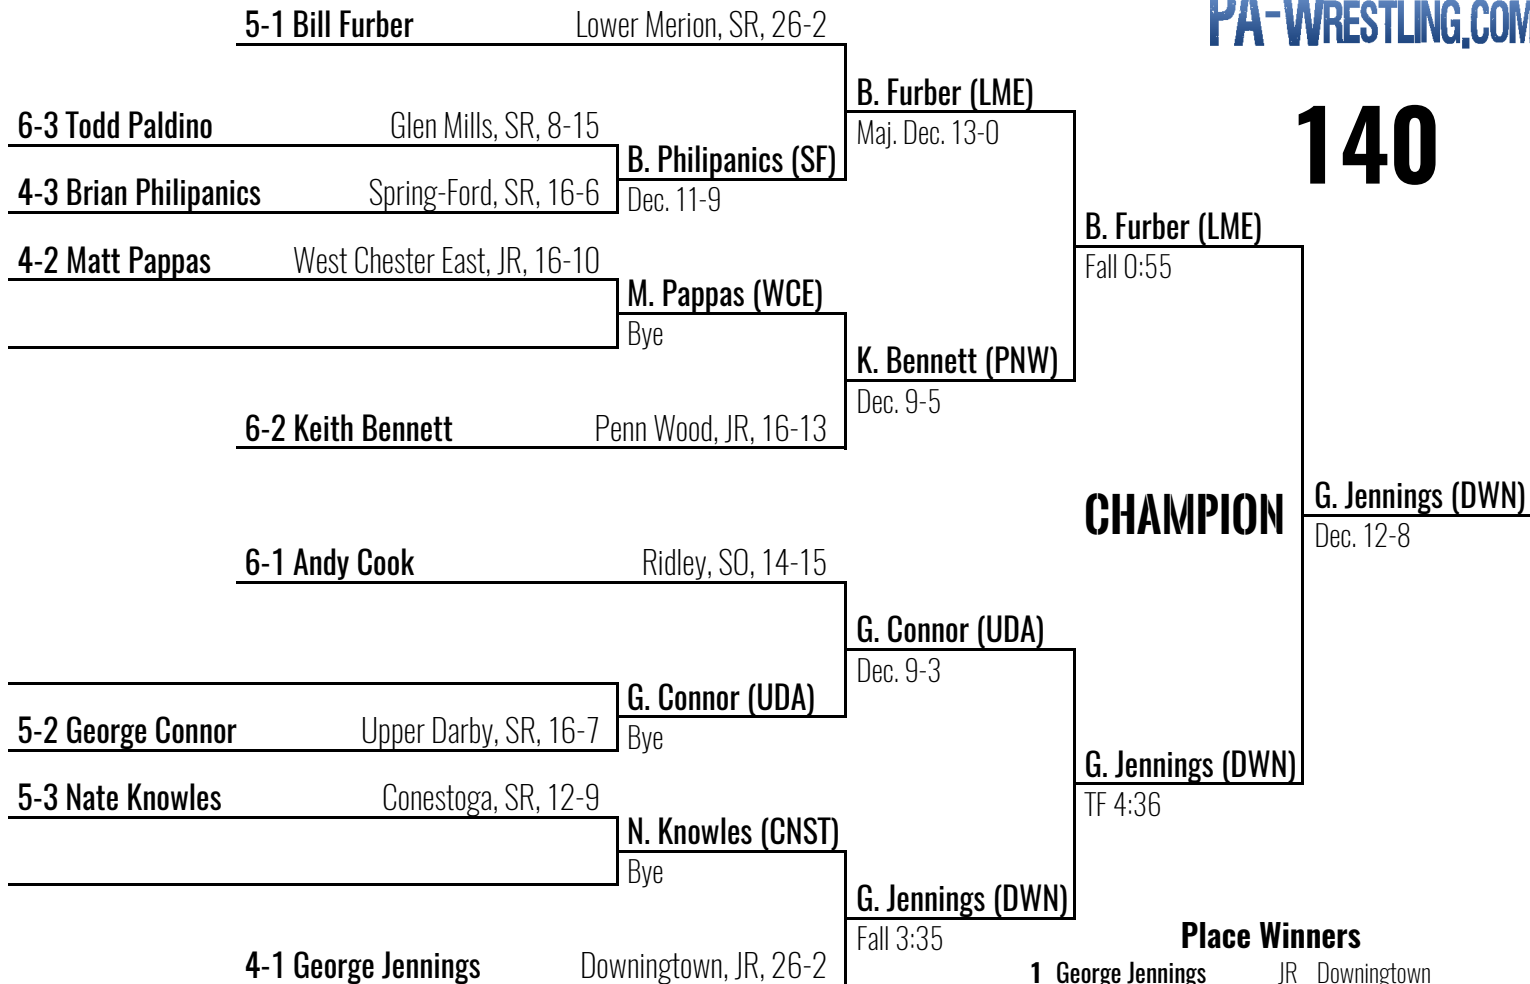 PA-WRESTLING.COM
5-1 Bill Furber Lower Merion, SR, 26-2
B. Furber (LME)
140
6-3 Todd Paldino Glen Mills, SR, 8-15
Maj. Dec. 13-0
B. Philipanics (SF)
4-3 Brian Philipanics Spring-Ford, SR, 16-6
Dec. 11-9
B. Furber (LME)
4-2 Matt Pappas West Chester East, JR, 16-10
Fall 0:55
M. Pappas (WCE)
Bye
K. Bennett (PNW)
Dec. 9-5
6-2 Keith Bennett Penn Wood, JR, 16-13
CHAMPION
G. Jennings (DWN)
Dec. 12-8
6-1 Andy Cook Ridley, SO, 14-15
G. Connor (UDA)
Dec. 9-3
G. Connor (UDA)
5-2 George Connor Upper Darby, SR, 16-7
Bye
G. Jennings (DWN)
5-3 Nate Knowles Conestoga, SR, 12-9
TF 4:36
N. Knowles (CNST)
Bye
G. Jennings (DWN)
Fall 3:35
Place Winners
4-1 George Jennings Downingtown, JR, 26-2
1 George Jennings JR Downingtown